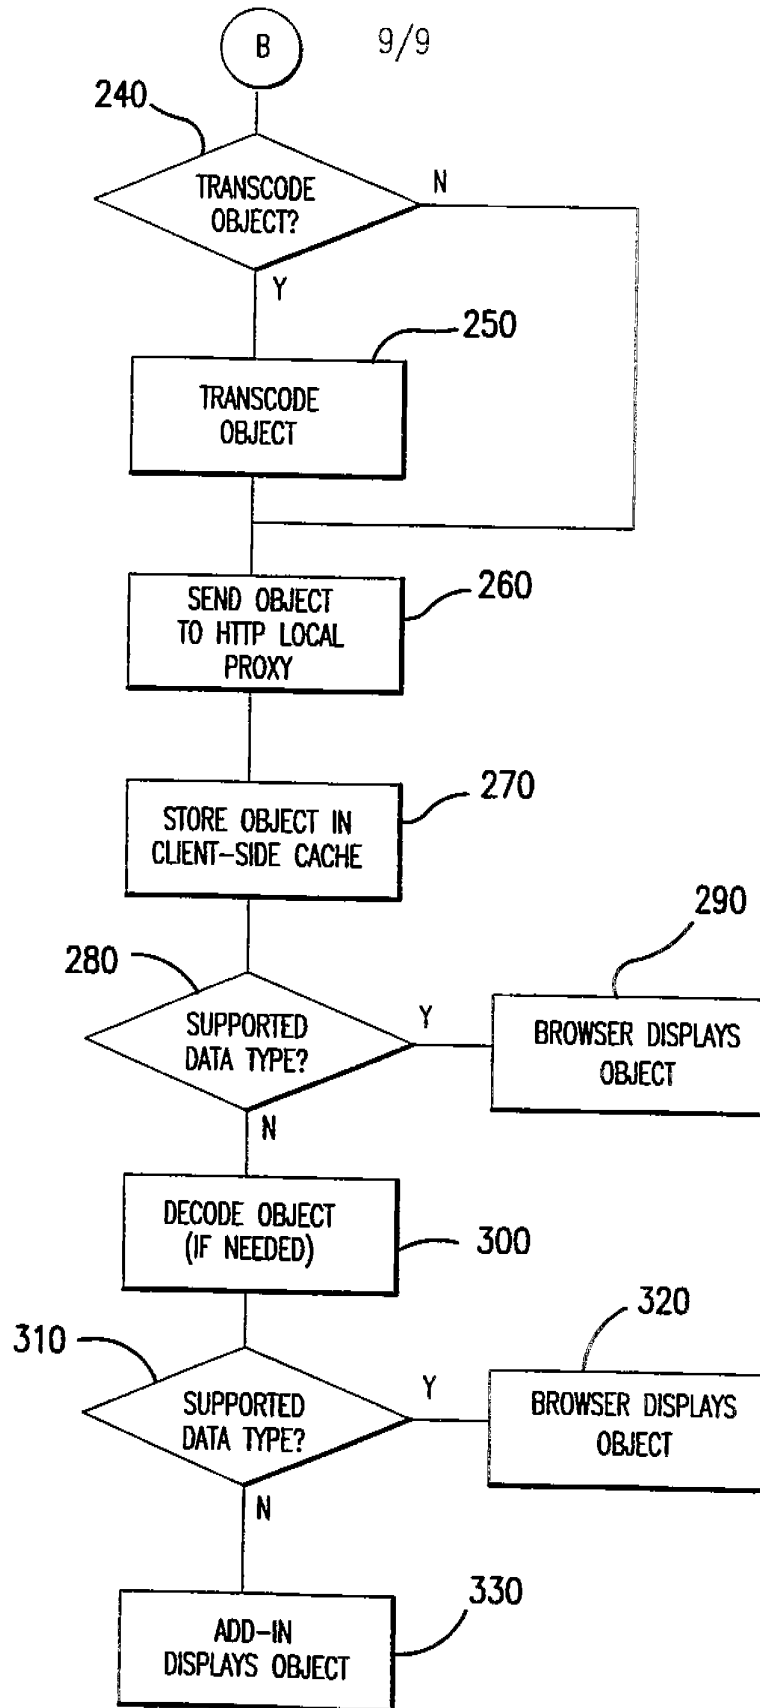 B
9/9
240
TRANSCODE
OBJECT?
N
Y
250
TRANSCODE
OBJECT
260
SEND OBJECT
TO HTTP LOCAL
PROXY
270
STORE OBJECT IN
CLIENT-SIDE CACHE
280
SUPPORTED
DATA TYPE?
Y
290
BROWSER DISPLAYS
OBJECT
N
DECODE OBJECT
(IF NEEDED)
300
310
SUPPORTED
DATA TYPE?
Y
320
BROWSER DISPLAYS
OBJECT
N
330
ADD-IN
DISPLAYS OBJECT